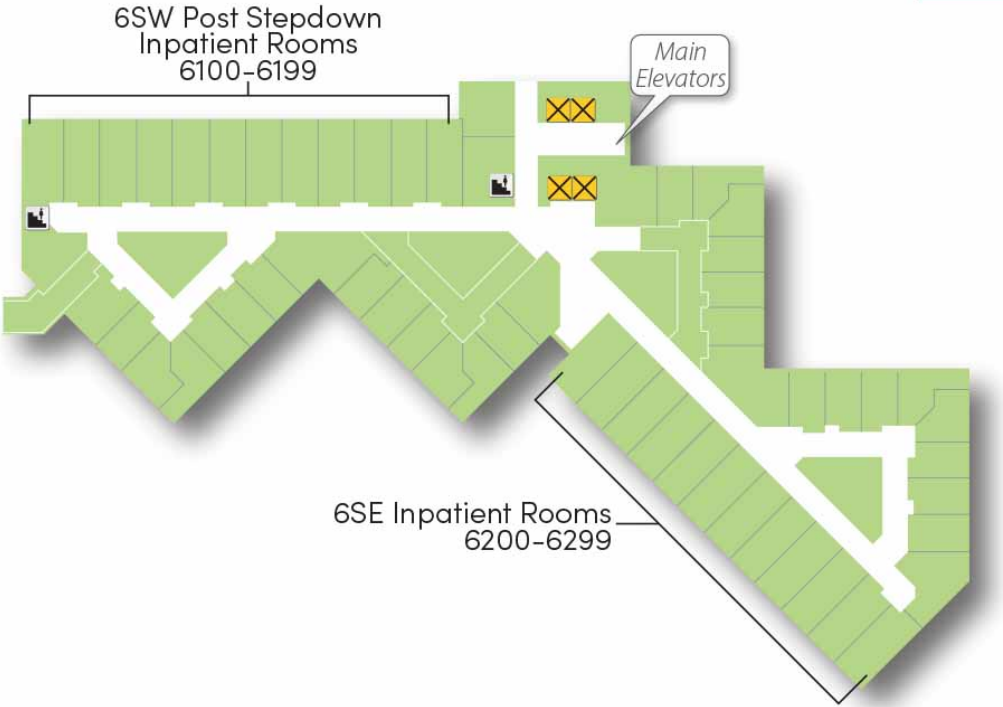 6SW Post Stepdown
Inpatient Rooms
6100-6199
Main
Elevators
6SE Inpatient Rooms
6200-6299